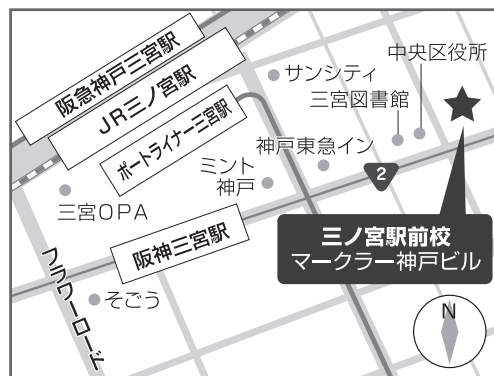 阪急神戸三宮駅
JR三ノ宮駅
ポートライナー三宮駅
サンシティ
中央区役所
三宮図書館
神戸東急イン
ミント
神戸
2
三宮OPA
阪神三宮駅
三ノ宮駅前校
マークラー神戸ビル
フラワーロード
そごう
N